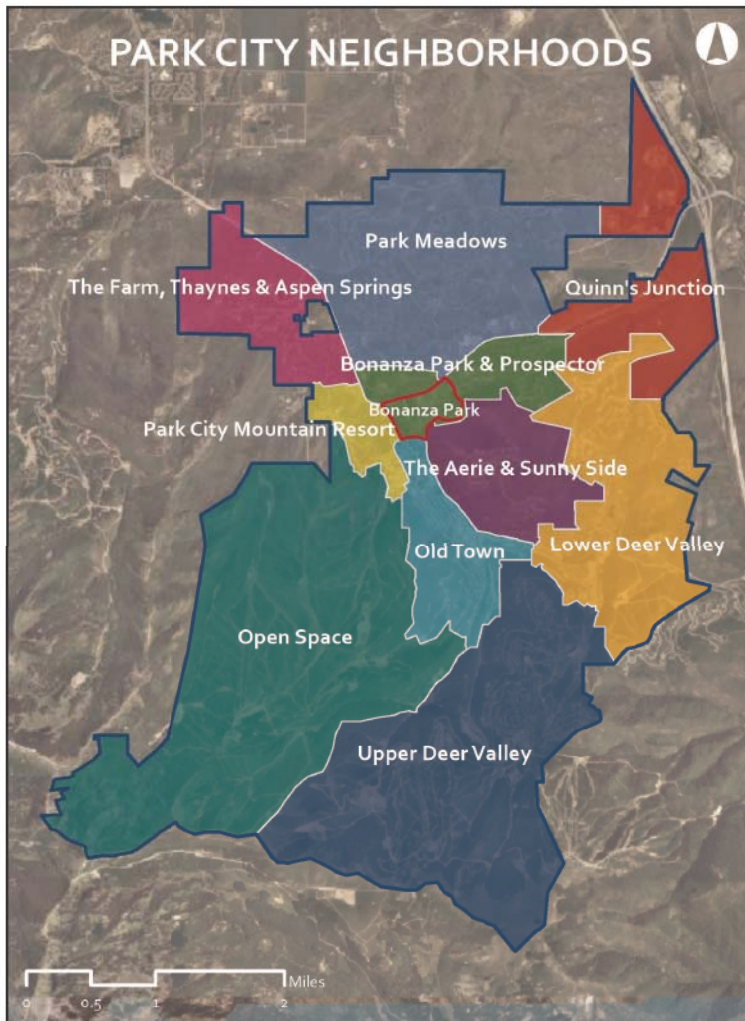 PARK CITY NEIGHBORHOODS
Park Meadows
The Farm, Thaynes & Aspen Springs
Quinn's Junction
Bonanza Park & Prospector
Bonanza Park
Park City Mountain Resort
The Aerie & Sunny Side
Old Town
Lower Deer Valley
Open Space
Upper Deer Valley
Miles
0 0.5 1 2